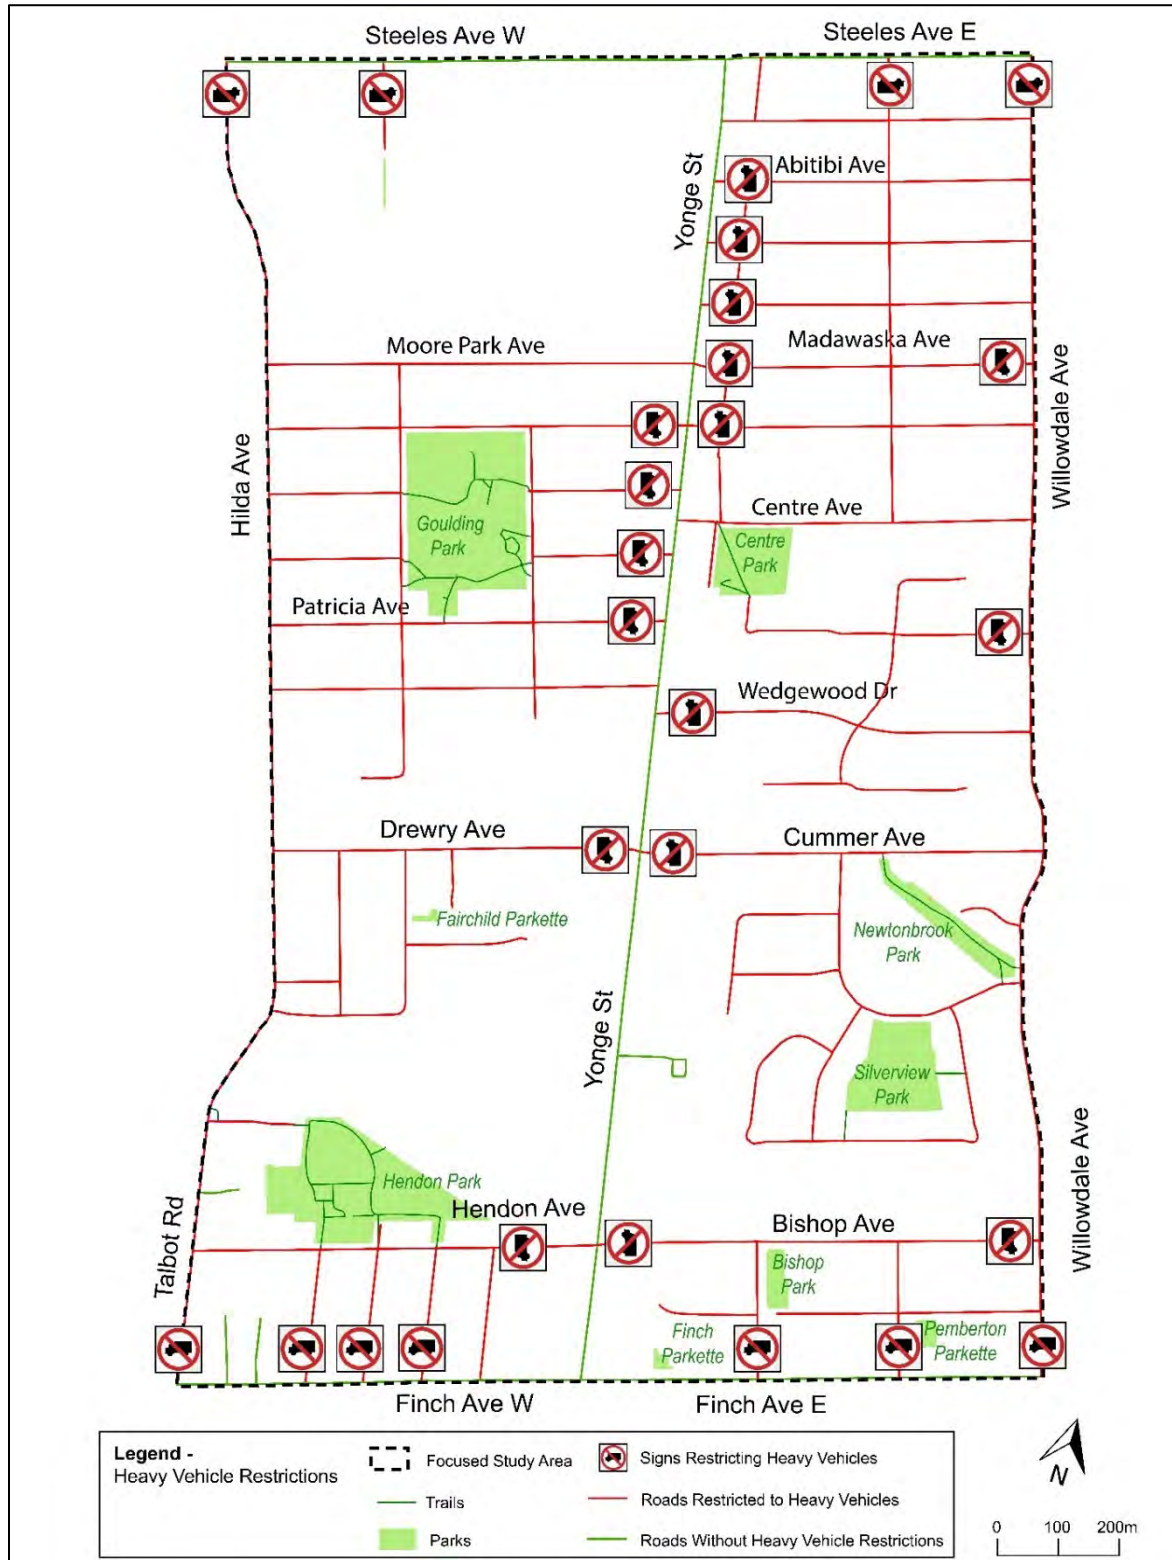 Steeles Ave W
Steeles Ave E
Yonge St
Abitibi Ave
Moore Park Ave
Madawaska Ave
Hilda Ave
Willowdale Ave
Goulding
Park
Centre Ave
Centre
Park
Patricia Ave
Wedgewood Dr
Drewry Ave
Cummer Ave
Fairchild Parkette
Newtonbrook
Park
Yonge St
Silverview
Park
Hendon Park
Talbot Rd
Hendon Ave
Bishop Ave
Willowdale Ave
Bishop
Park
Finch
Parkette
Pemberton
Parkette
Finch Ave W
Finch Ave E
Legend -
Heavy Vehicle Restrictions
Focused Study Area
Trails
Parks
Signs Restricting Heavy Vehicles
Roads Restricted to Heavy Vehicles
Roads Without Heavy Vehicle Restrictions
N
0 100 200m